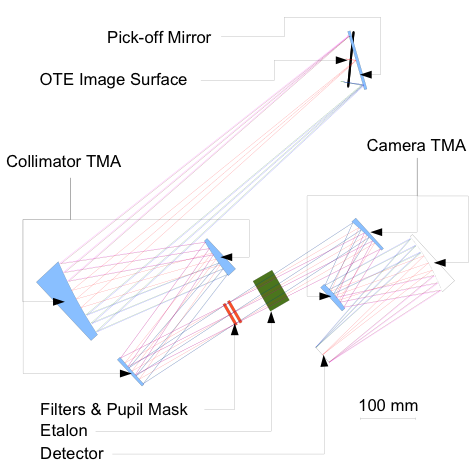 Pick-off Mirror
OTE Image Surface
Camera TMA
Collimator TMA
Filters & Pupil Mask
100 mm
Etalon
Detector